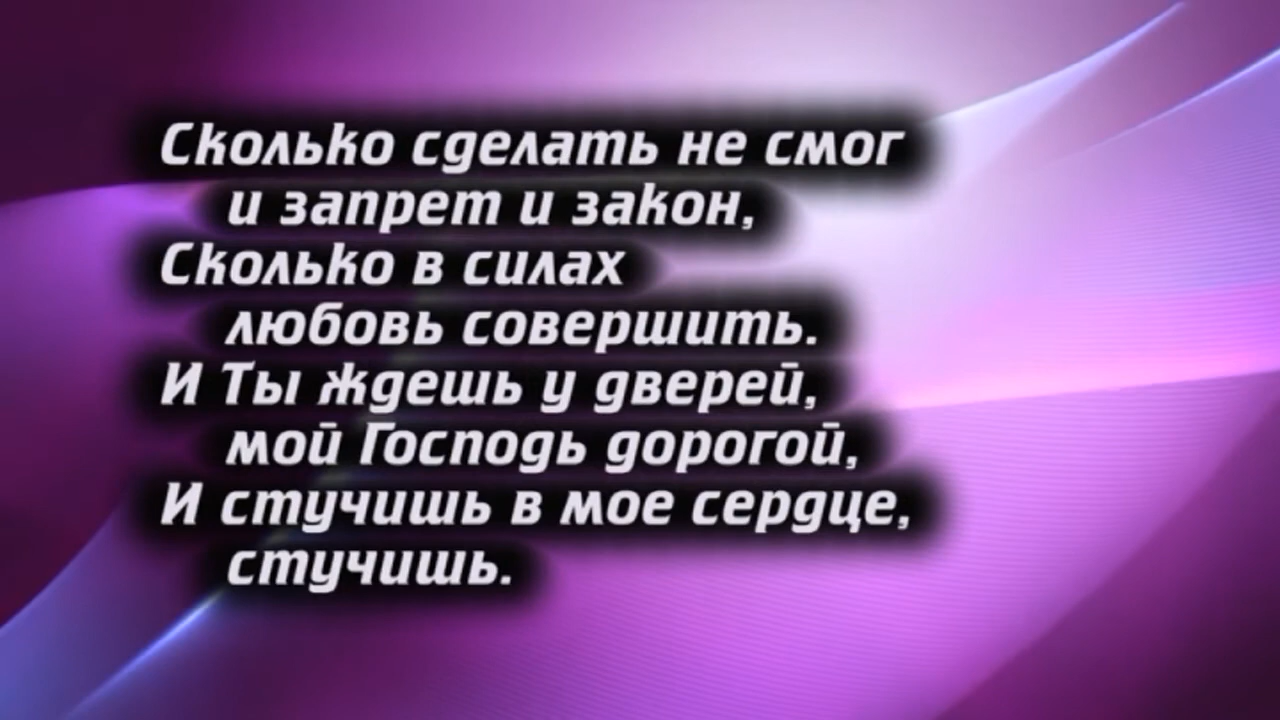 Сколько сделать не смог
и запрет и закон,
Сколько в силах
любовь совершить.
И Ты ждешь у дверей,
мой Господь дорогой,
И стучишь в мое сердце,
стучишь.